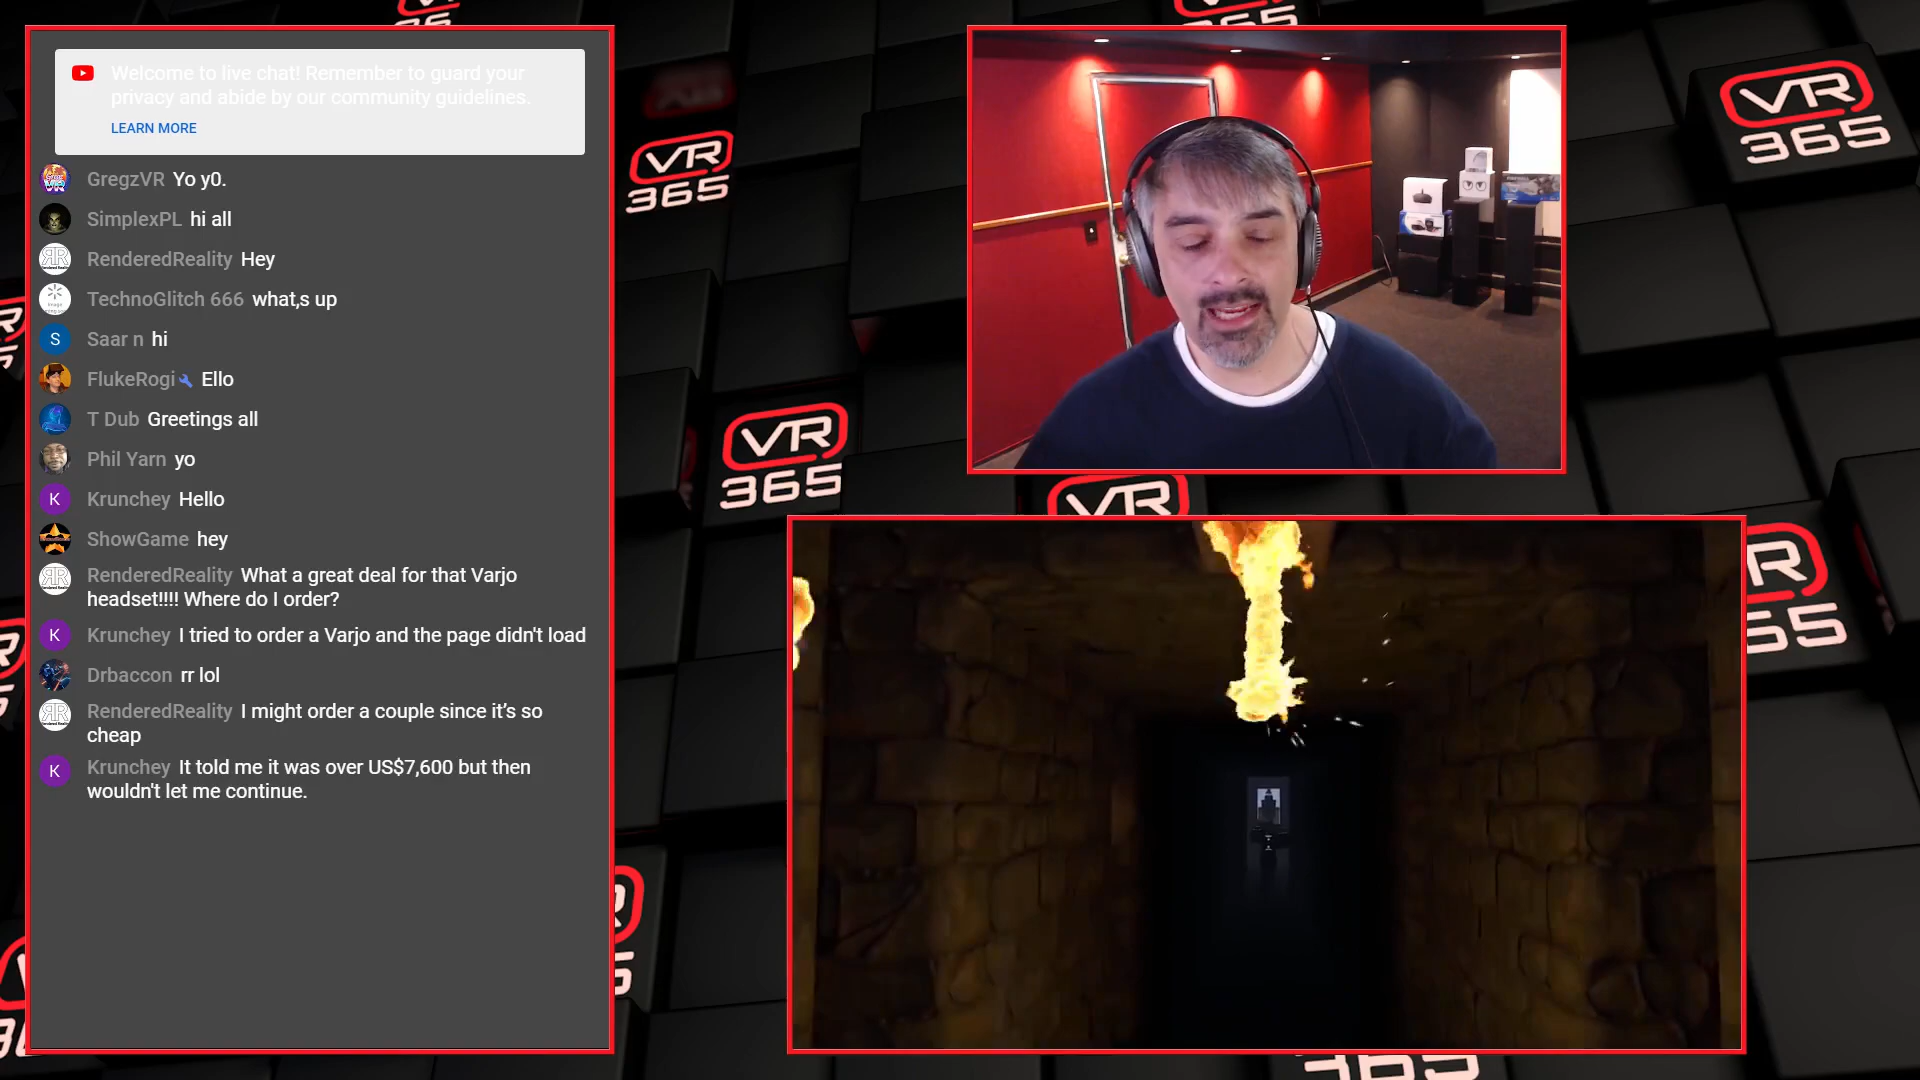 Welcome to live chat! Remember to guard your
privacy and abide by our community guidelines.
LEARN MORE
GregzVR Yo y0.
SimplexPL hi all
RenderedReality Hey
TechnoGlitch 666 what,s up
S
Saar n hi
FlukeRogi Ello
T Dub Greetings all
Phil Yarn yo
K
Krunchey Hello
ShowGame hey
RenderedReality What a great deal for that Varjo
headset!!!! Where do I order?
K
Krunchey I tried to order a Varjo and the page didn't load
Drbaccon rr lol
RenderedReality I might order a couple since it’s so
cheap
K
Krunchey It told me it was over US$7,600 but then
wouldn't let me continue.
VR
365
VR
365
VR
365
VR
365